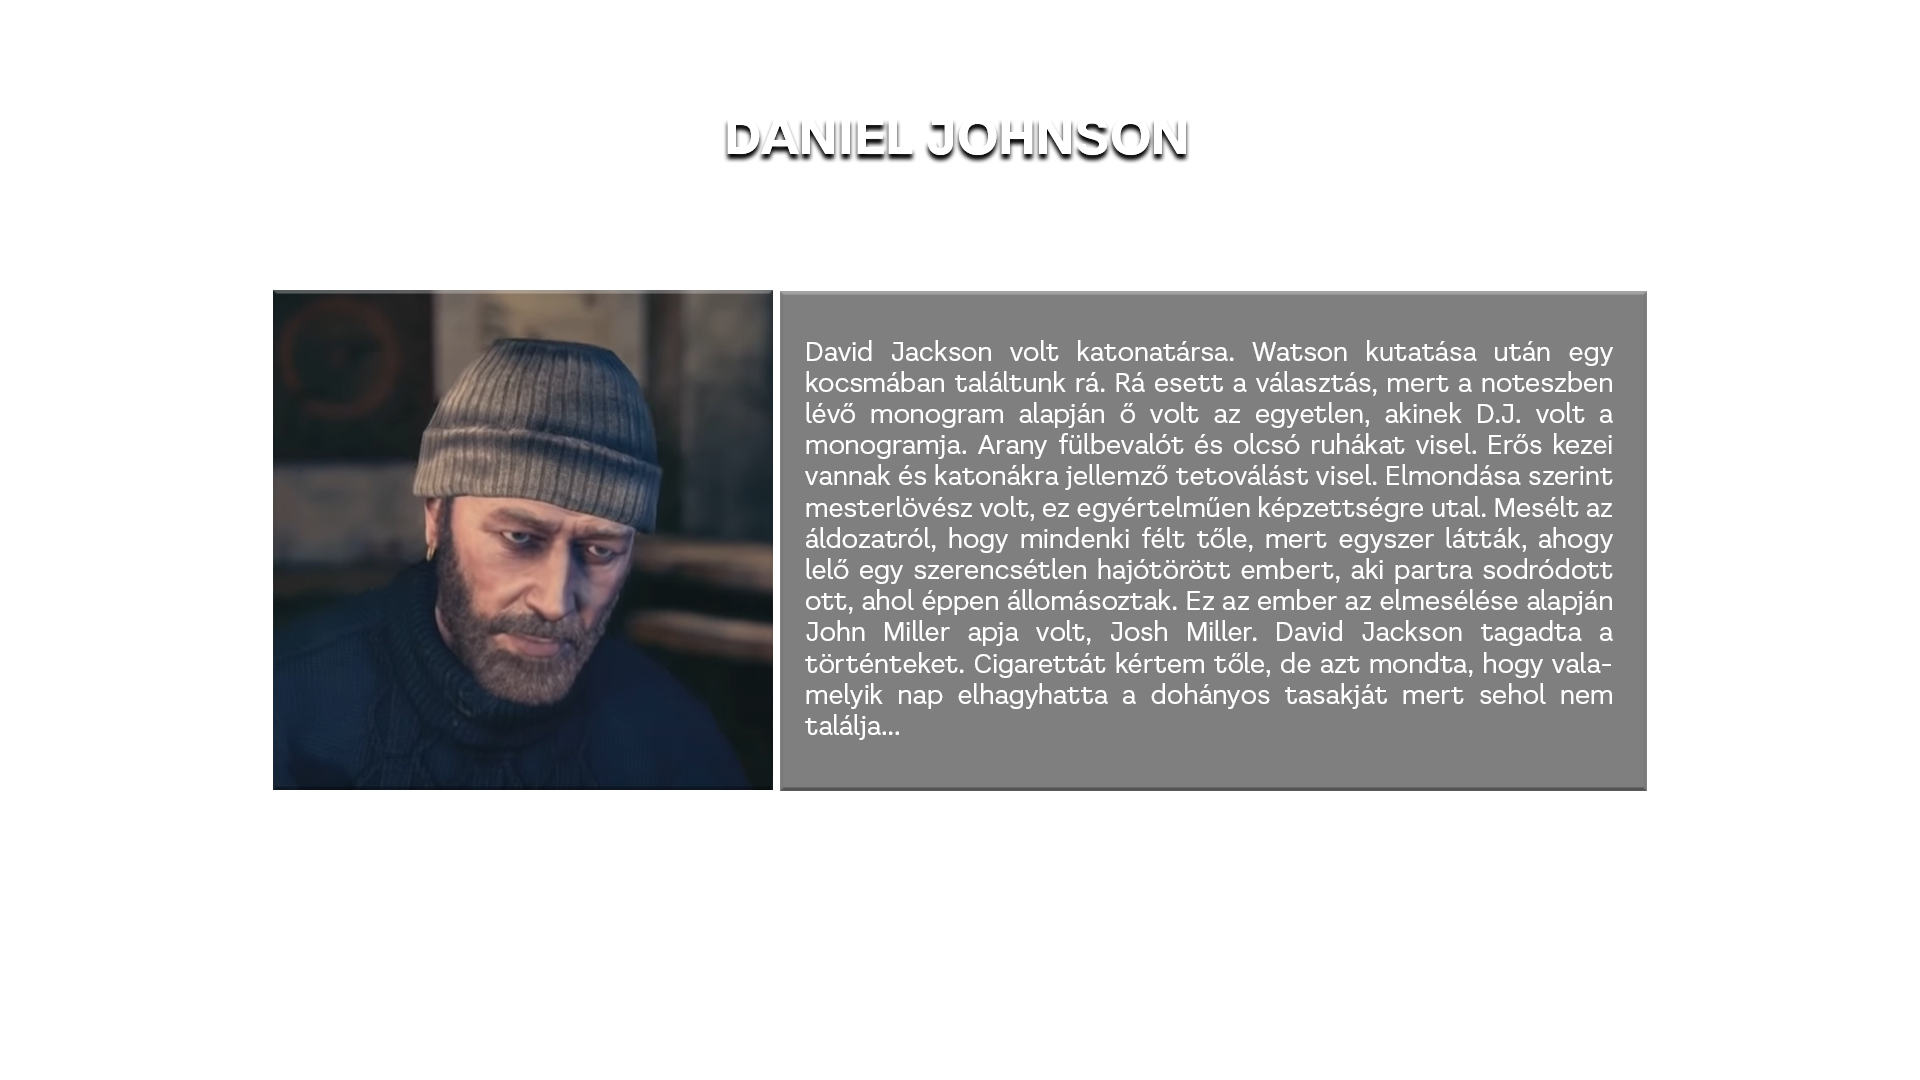 DANIEL JOHNSON
David Jackson volt katonatársa. Watson kutatása után egy
kocsmában találtunk rá. Rá esett a választás, mert a noteszben
lévő monogram alapján ő volt az egyetlen, akinek D.J. volt a
monogramja. Arany fülbevalót és olcsó ruhákat visel. Erős kezei
vannak és katonákra jellemző tetoválást visel. Elmondása szerint
mesterlövész volt, ez egyértelműen képzettségre utal. Mesélt az
áldozatról, hogy mindenki félt tőle, mert egyszer látták, ahogy
lelő egy szerencsétlen hajótörött embert, aki partra sodródott
ott, ahol éppen állomásoztak. Ez az ember az elmesélése alapján
John Miller apja volt, Josh Miller. David Jackson tagadta a
történteket. Cigarettát kértem tőle, de azt mondta, hogy vala-
melyik nap elhagyhatta a dohányos tasakját mert sehol nem
találja...